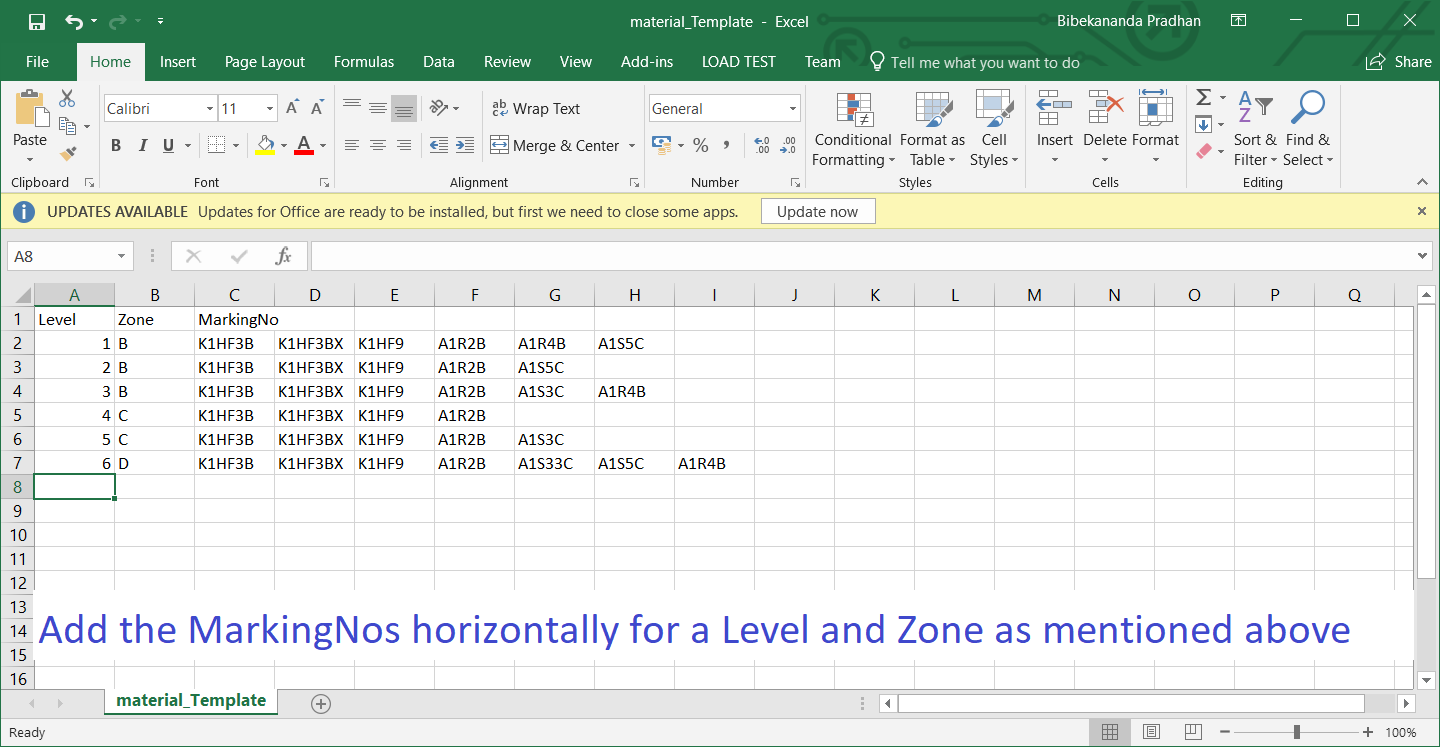 material_Template - Excel
Bibekananda Pradhan
File Home Insert Page Layout Formulas Data Review View Add-ins LOAD TEST Team Tell me what you want to do Share
Calibri 11 Wrap Text General
Paste B I U Merge & Center % , .0 .00 .00 .0
Conditional Formatting Format as Table Cell Styles Insert Delete Format Sort & Filter Find & Select
Clipboard Font Alignment Number Styles Cells Editing
UPDATES AVAILABLE Updates for Office are ready to be installed, but first we need to close some apps. Update now
A8 fx
A B C D E F G H I J K L M N O P Q
1 Level Zone MarkingNo
2 1 B K1HF3B K1HF3BX K1HF9 A1R2B A1R4B A1S5C
3 2 B K1HF3B K1HF3BX K1HF9 A1R2B A1S5C
4 3 B K1HF3B K1HF3BX K1HF9 A1R2B A1S3C A1R4B
5 4 C K1HF3B K1HF3BX K1HF9 A1R2B
6 5 C K1HF3B K1HF3BX K1HF9 A1R2B A1S3C
7 6 D K1HF3B K1HF3BX K1HF9 A1R2B A1S33C A1S5C A1R4B
8
9
10
11
12
13
14 Add the MarkingNos horizontally for a Level and Zone as mentioned above
15
16
material_Template
Ready 100%